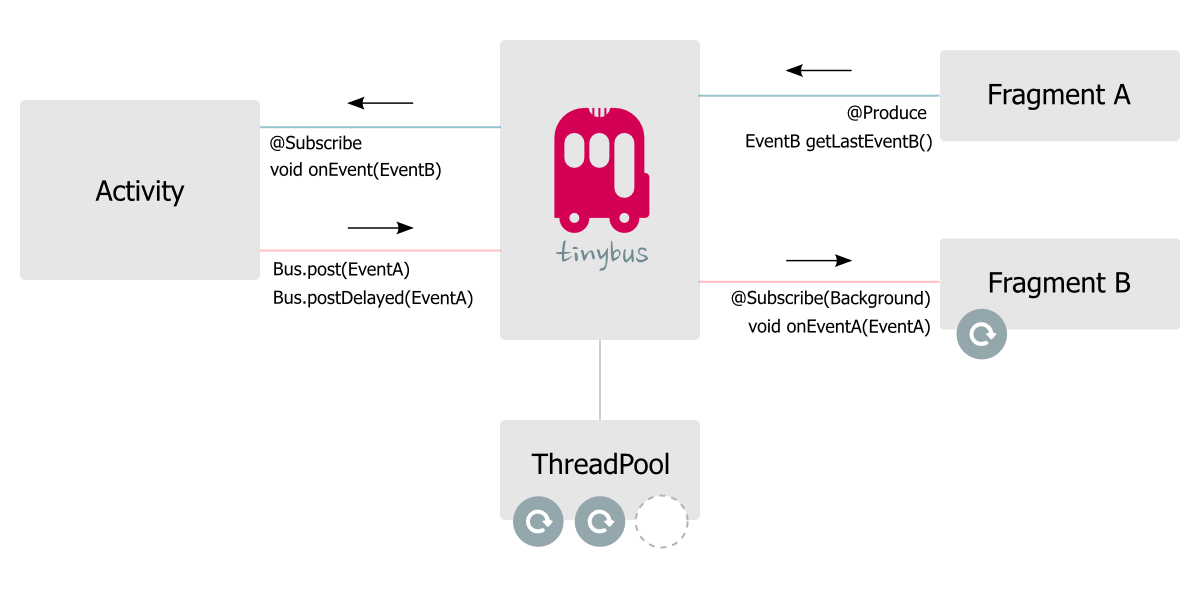 Activity
@Subscribe
void onEvent(EventB)
Bus.post(EventA)
Bus.postDelayed(EventA)
tinybus
ThreadPool
Fragment A
@Produce
EventB getLastEventB()
Fragment B
@Subscribe(Background)
void onEventA(EventA)